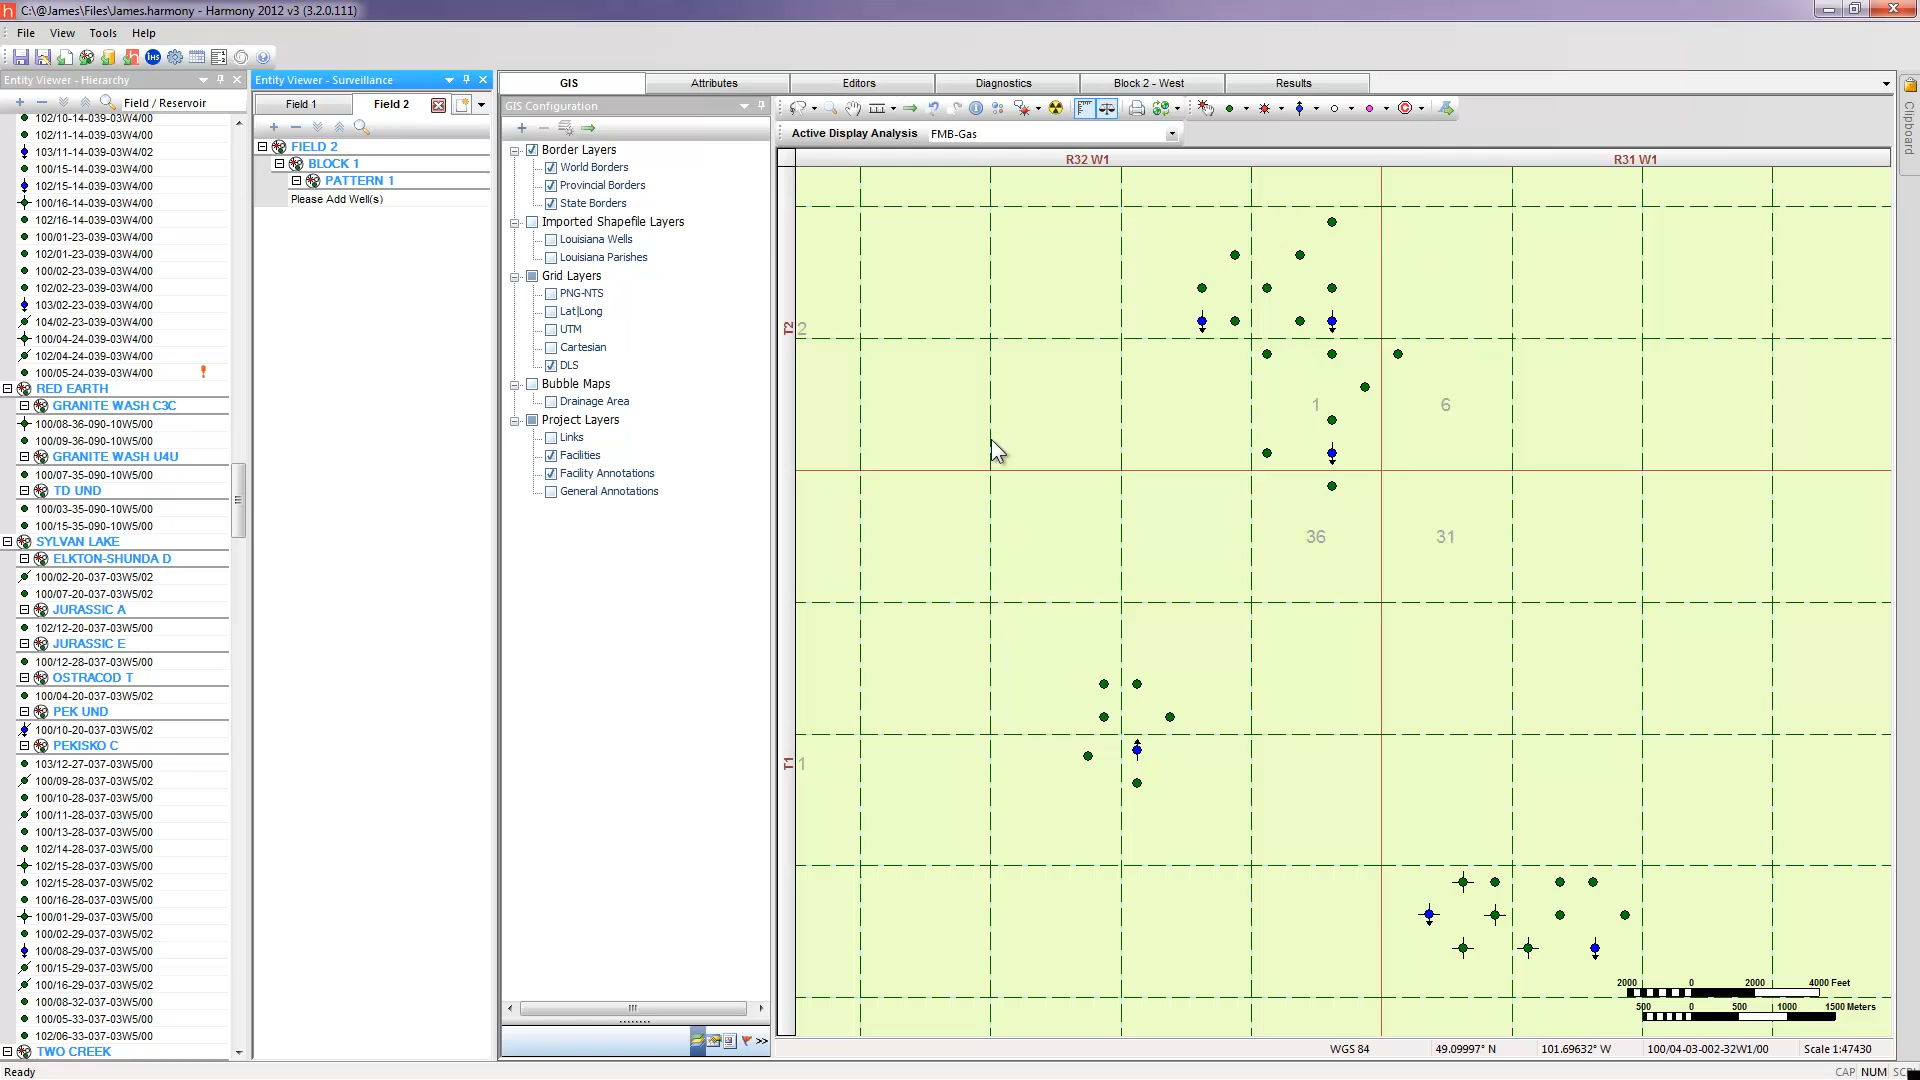 C:\@James\Files\James.harmony - Harmony 2012 v3 (3.2.0.111)
File View Tools Help
Entity Viewer - Hierarchy
Field / Reservoir
102/10-14-039-03W4/00
102/11-14-039-03W4/00
103/11-14-039-03W4/02
100/15-14-039-03W4/00
102/15-14-039-03W4/00
100/16-14-039-03W4/00
102/16-14-039-03W4/00
100/01-23-039-03W4/00
102/01-23-039-03W4/00
100/02-23-039-03W4/00
102/02-23-039-03W4/00
103/02-23-039-03W4/00
104/02-23-039-03W4/00
100/04-24-039-03W4/00
102/04-24-039-03W4/00
100/05-24-039-03W4/00
RED EARTH
GRANITE WASH C3C
100/08-36-090-10W5/00
100/09-36-090-10W5/00
GRANITE WASH U4U
100/07-35-090-10W5/00
TD UND
100/03-35-090-10W5/00
100/15-35-090-10W5/00
SYLVAN LAKE
ELKTON-SHUNDA D
100/02-20-037-03W5/02
100/07-20-037-03W5/02
JURASSIC A
102/12-20-037-03W5/00
JURASSIC E
100/12-28-037-03W5/00
OSTRACOD T
100/04-20-037-03W5/02
PEK UND
100/10-20-037-03W5/02
PEKISKO C
103/12-27-037-03W5/00
100/09-28-037-03W5/02
100/10-28-037-03W5/00
100/11-28-037-03W5/00
100/13-28-037-03W5/00
102/14-28-037-03W5/00
102/15-28-037-03W5/00
102/15-28-037-03W5/02
100/16-28-037-03W5/00
100/01-29-037-03W5/00
100/02-29-037-03W5/02
100/08-29-037-03W5/00
100/15-29-037-03W5/00
100/16-29-037-03W5/02
100/08-32-037-03W5/00
100/05-33-037-03W5/00
102/06-33-037-03W5/00
TWO CREEK
Entity Viewer - Surveillance
Field 1 Field 2
FIELD 2
BLOCK 1
PATTERN 1
Please Add Well(s)
GIS Attributes Editors Diagnostics Block 2 - West Results
GIS Configuration
Border Layers
World Borders
Provincial Borders
State Borders
Imported Shapefile Layers
Louisiana Wells
Louisiana Parishes
Grid Layers
PNG-NTS
Lat|Long
UTM
Cartesian
DLS
Bubble Maps
Drainage Area
Project Layers
Links
Facilities
Facility Annotations
General Annotations
Active Display Analysis FMB-Gas
R32 W1 R31 W1
T2 2
1 6
36 31
T1 1
2000 0 2000 4000 Feet
500 0 500 1000 1500 Meters
WGS 84 49.09997° N 101.69632° W 100/04-03-002-32W1/00 Scale 1:47430
Clipboard
Ready
CAP NUM